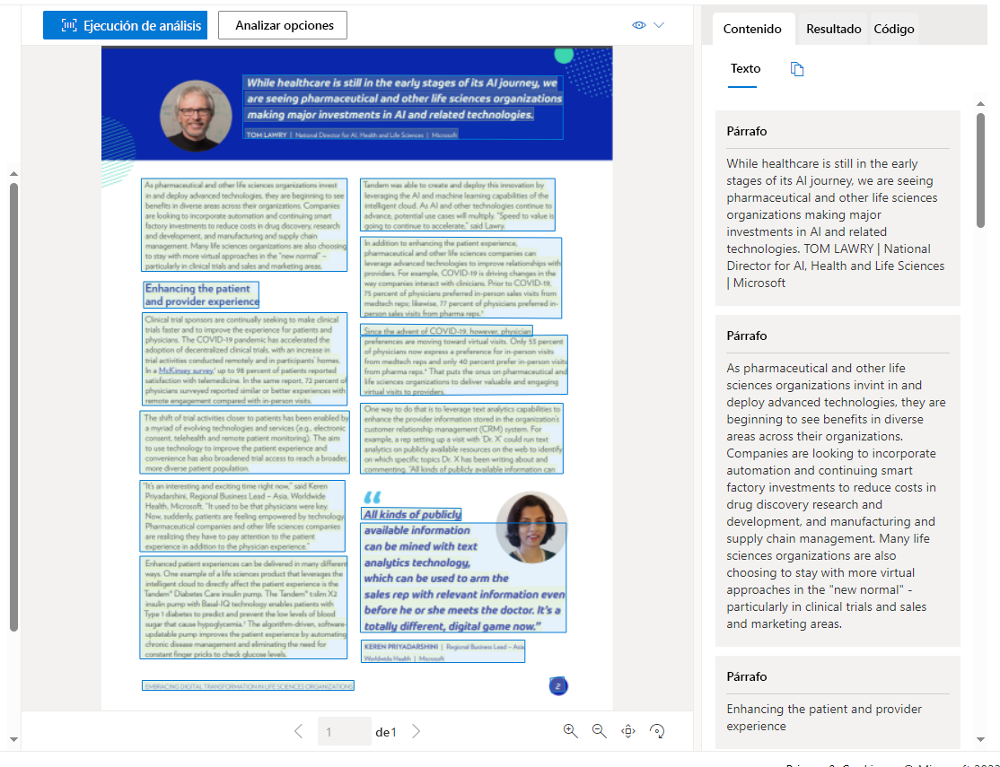 Ejecución de análisis
Analizar opciones
While healthcare is still in the early stages of its AI journey, we
are seeing pharmaceutical and other life sciences organizations
making major investments in AI and related technologies.
TOM LAWRY | National Director for AI, Health and Life Sciences | Microsoft
As pharmaceutical and other life sciences organizations invest
in and deploy advanced technologies, they are beginning to see
benefits in diverse areas across their organizations. Companies
are looking to incorporate automation and continuing smart
factory investments to reduce costs in drug discovery, research
and development, and manufacturing and supply chain
management. Many life sciences organizations are also choosing
to stay with more virtual approaches in the "new normal" –
particularly in clinical trials and sales and marketing areas.
Enhancing the patient
and provider experience
Clinical trial sponsors are continually seeking to make clinical
trials faster and to improve the experience for patients and
physicians. The COVID-19 pandemic has accelerated the
adoption of decentralized clinical trials, with an increase in
trial activities conducted remotely and in participants' homes.
In a McKinsey survey,¹ up to 98 percent of patients reported
satisfaction with telemedicine. In the same report, 72 percent of
physicians surveyed reported similar or better experiences with
remote engagement compared with in-person visits.
The shift of trial activities closer to patients has been enabled by
a myriad of evolving technologies and services (e.g., electronic
consent, telehealth and remote patient monitoring). The aim
to use technology to improve the patient experience and
convenience has also broadened trial access to reach a broader,
more diverse patient population.
"It's an interesting and exciting time right now," said Keren
Priyadarshini, Regional Business Lead – Asia, Worldwide
Health, Microsoft. "It used to be that physicians were key.
Now, suddenly, patients are feeling empowered by technology.
Pharmaceutical companies and other life sciences companies
are realizing they have to pay attention to the patient
experience in addition to the physician experience."
Enhanced patient experiences can be delivered in many different
ways. One example of a life sciences product that leverages the
intelligent cloud to directly affect the patient experience is the
Tandem® Diabetes Care insulin pump. The Tandem® t:slim X2
insulin pump with Basal-IQ technology enables patients with
Type 1 diabetes to predict and prevent the low levels of blood
sugar that cause hypoglycemia.² The algorithm-driven, software-
updatable pump improves the patient experience by automating
chronic disease management and eliminating the need for
constant finger pricks to check glucose levels.
Tandem was able to create and deploy this innovation by
leveraging the AI and machine learning capabilities of the
intelligent cloud. As AI and other technologies continue to
advance, potential use cases will multiply. "Speed to value is
going to continue to accelerate," said Lawry.
In addition to enhancing the patient experience,
pharmaceutical and other life sciences companies can
leverage advanced technologies to improve relationships with
providers. For example, COVID-19 is driving changes in the
way companies interact with clinicians. Prior to COVID-19,
75 percent of physicians preferred in-person sales visits from
medtech reps; likewise, 77 percent of physicians preferred in-
person sales visits from pharma reps.³
Since the advent of COVID-19, however, physician
preferences are moving toward virtual visits. Only 53 percent
of physicians now express a preference for in-person visits
from medtech reps and only 40 percent prefer in-person visits
from pharma reps.⁴ That puts the onus on pharmaceutical and
life sciences organizations to deliver valuable and engaging
virtual visits to providers.
One way to do that is to leverage text analytics capabilities to
enhance the provider information stored in the organization's
customer relationship management (CRM) system. For
example, a rep setting up a visit with 'Dr. X' could run text
analytics on publicly available resources on the web to identify
on which specific topics Dr. X has been writing about and
commenting. "All kinds of publicly available information can
“
All kinds of publicly
available information
can be mined with text
analytics technology,
which can be used to arm the
sales rep with relevant information even
before he or she meets the doctor. It's a
totally different, digital game now."
KEREN PRIYADARSHINI | Regional Business Lead – Asia
Worldwide Health | Microsoft
EMBRACING DIGITAL TRANSFORMATION IN LIFE SCIENCES ORGANIZATIONS
2
1 de1
Contenido Resultado Código
Texto
Párrafo
While healthcare is still in the early
stages of its AI journey, we are seeing
pharmaceutical and other life sciences
organizations making major
investments in AI and related
technologies. TOM LAWRY | National
Director for AI, Health and Life Sciences
| Microsoft
Párrafo
As pharmaceutical and other life
sciences organizations invint in and
deploy advanced technologies, they are
beginning to see benefits in diverse
areas across their organizations.
Companies are looking to incorporate
automation and continuing smart
factory investments to reduce costs in
drug discovery research and
development, and manufacturing and
supply chain management. Many life
sciences organizations are also
choosing to stay with more virtual
approaches in the "new normal" -
particularly in clinical trials and sales
and marketing areas.
Párrafo
Enhancing the patient and provider
experience